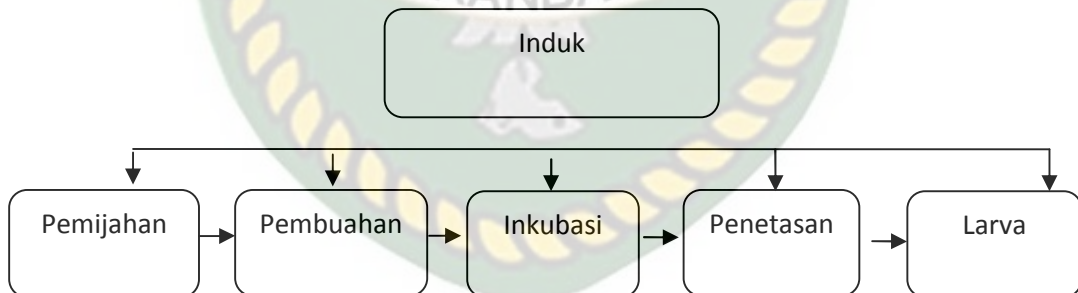 Induk
Pemijahan
Pembuahan
Inkubasi
Penetasan
Larva